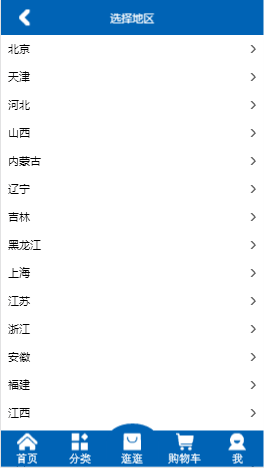 选择地区
北京
天津
河北
山西
内蒙古
辽宁
吉林
黑龙江
上海
江苏
浙江
安徽
福建
江西
首页 分类 逛逛 购物车 我